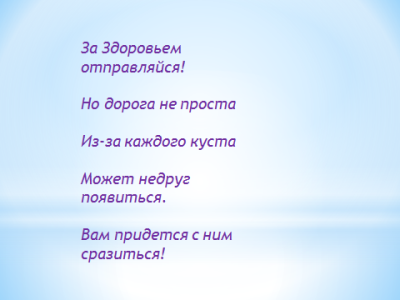 За Здоровьем
отправляйся!
Но дорога не проста
Из-за каждого куста
Может недруг
появиться.
Вам придется с ним
сразиться!